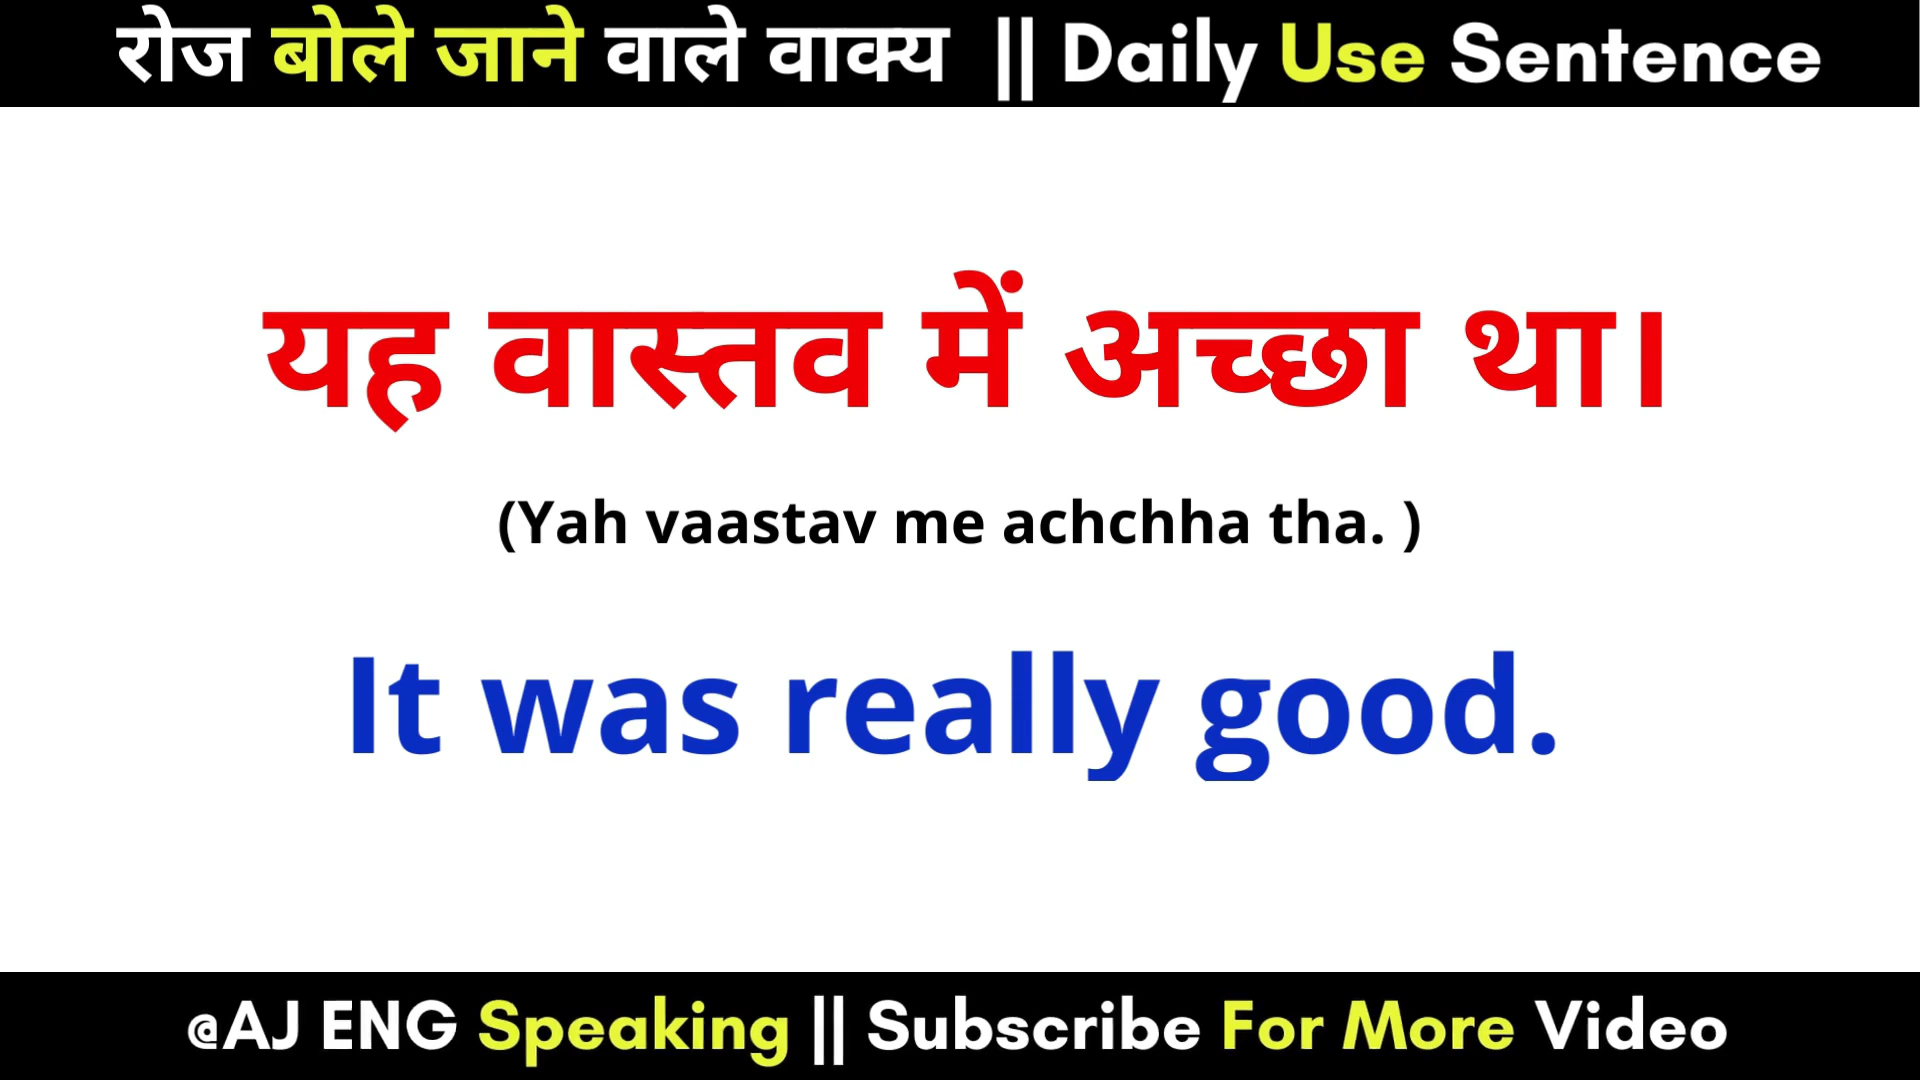 रोज बोले जाने वाले वाक्य || Daily Use Sentence
यह वास्तव में अच्छा था।
(Yah vaastav me achchha tha. )
It was really good.
@AJ ENG Speaking || Subscribe For More Video